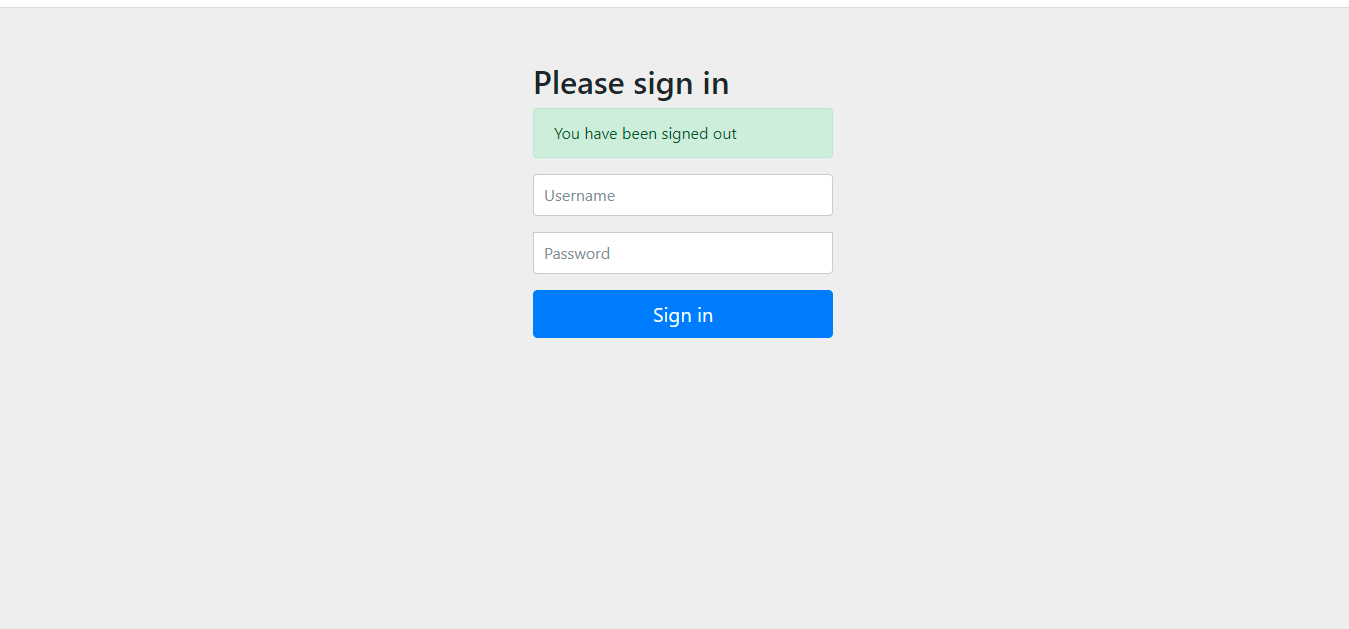 Please sign in
You have been signed out
Username
Password
Sign in